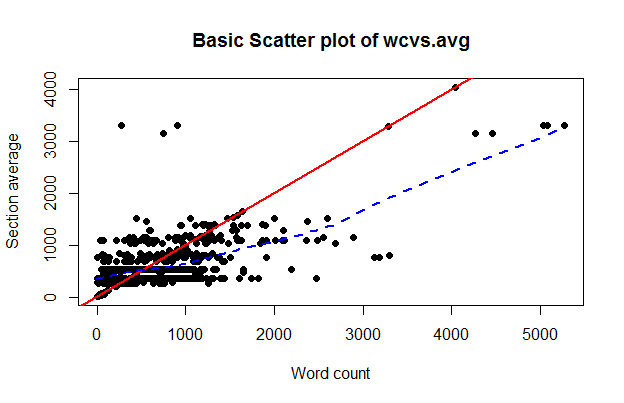 Basic Scatter plot of wcvs.avg
Section average
4000
3000
2000
1000
0
0 1000 2000 3000 4000 5000
Word count